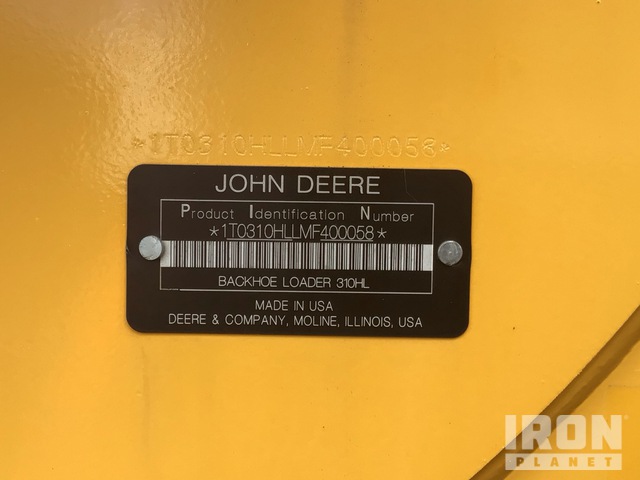 *1T0310HLLMF400058*
JOHN DEERE
Product Identification Number
*1T0310HLLMF400058*
BACKHOE LOADER 310HL
MADE IN USA
DEERE & COMPANY, MOLINE, ILLINOIS, USA
IRON
PLANET